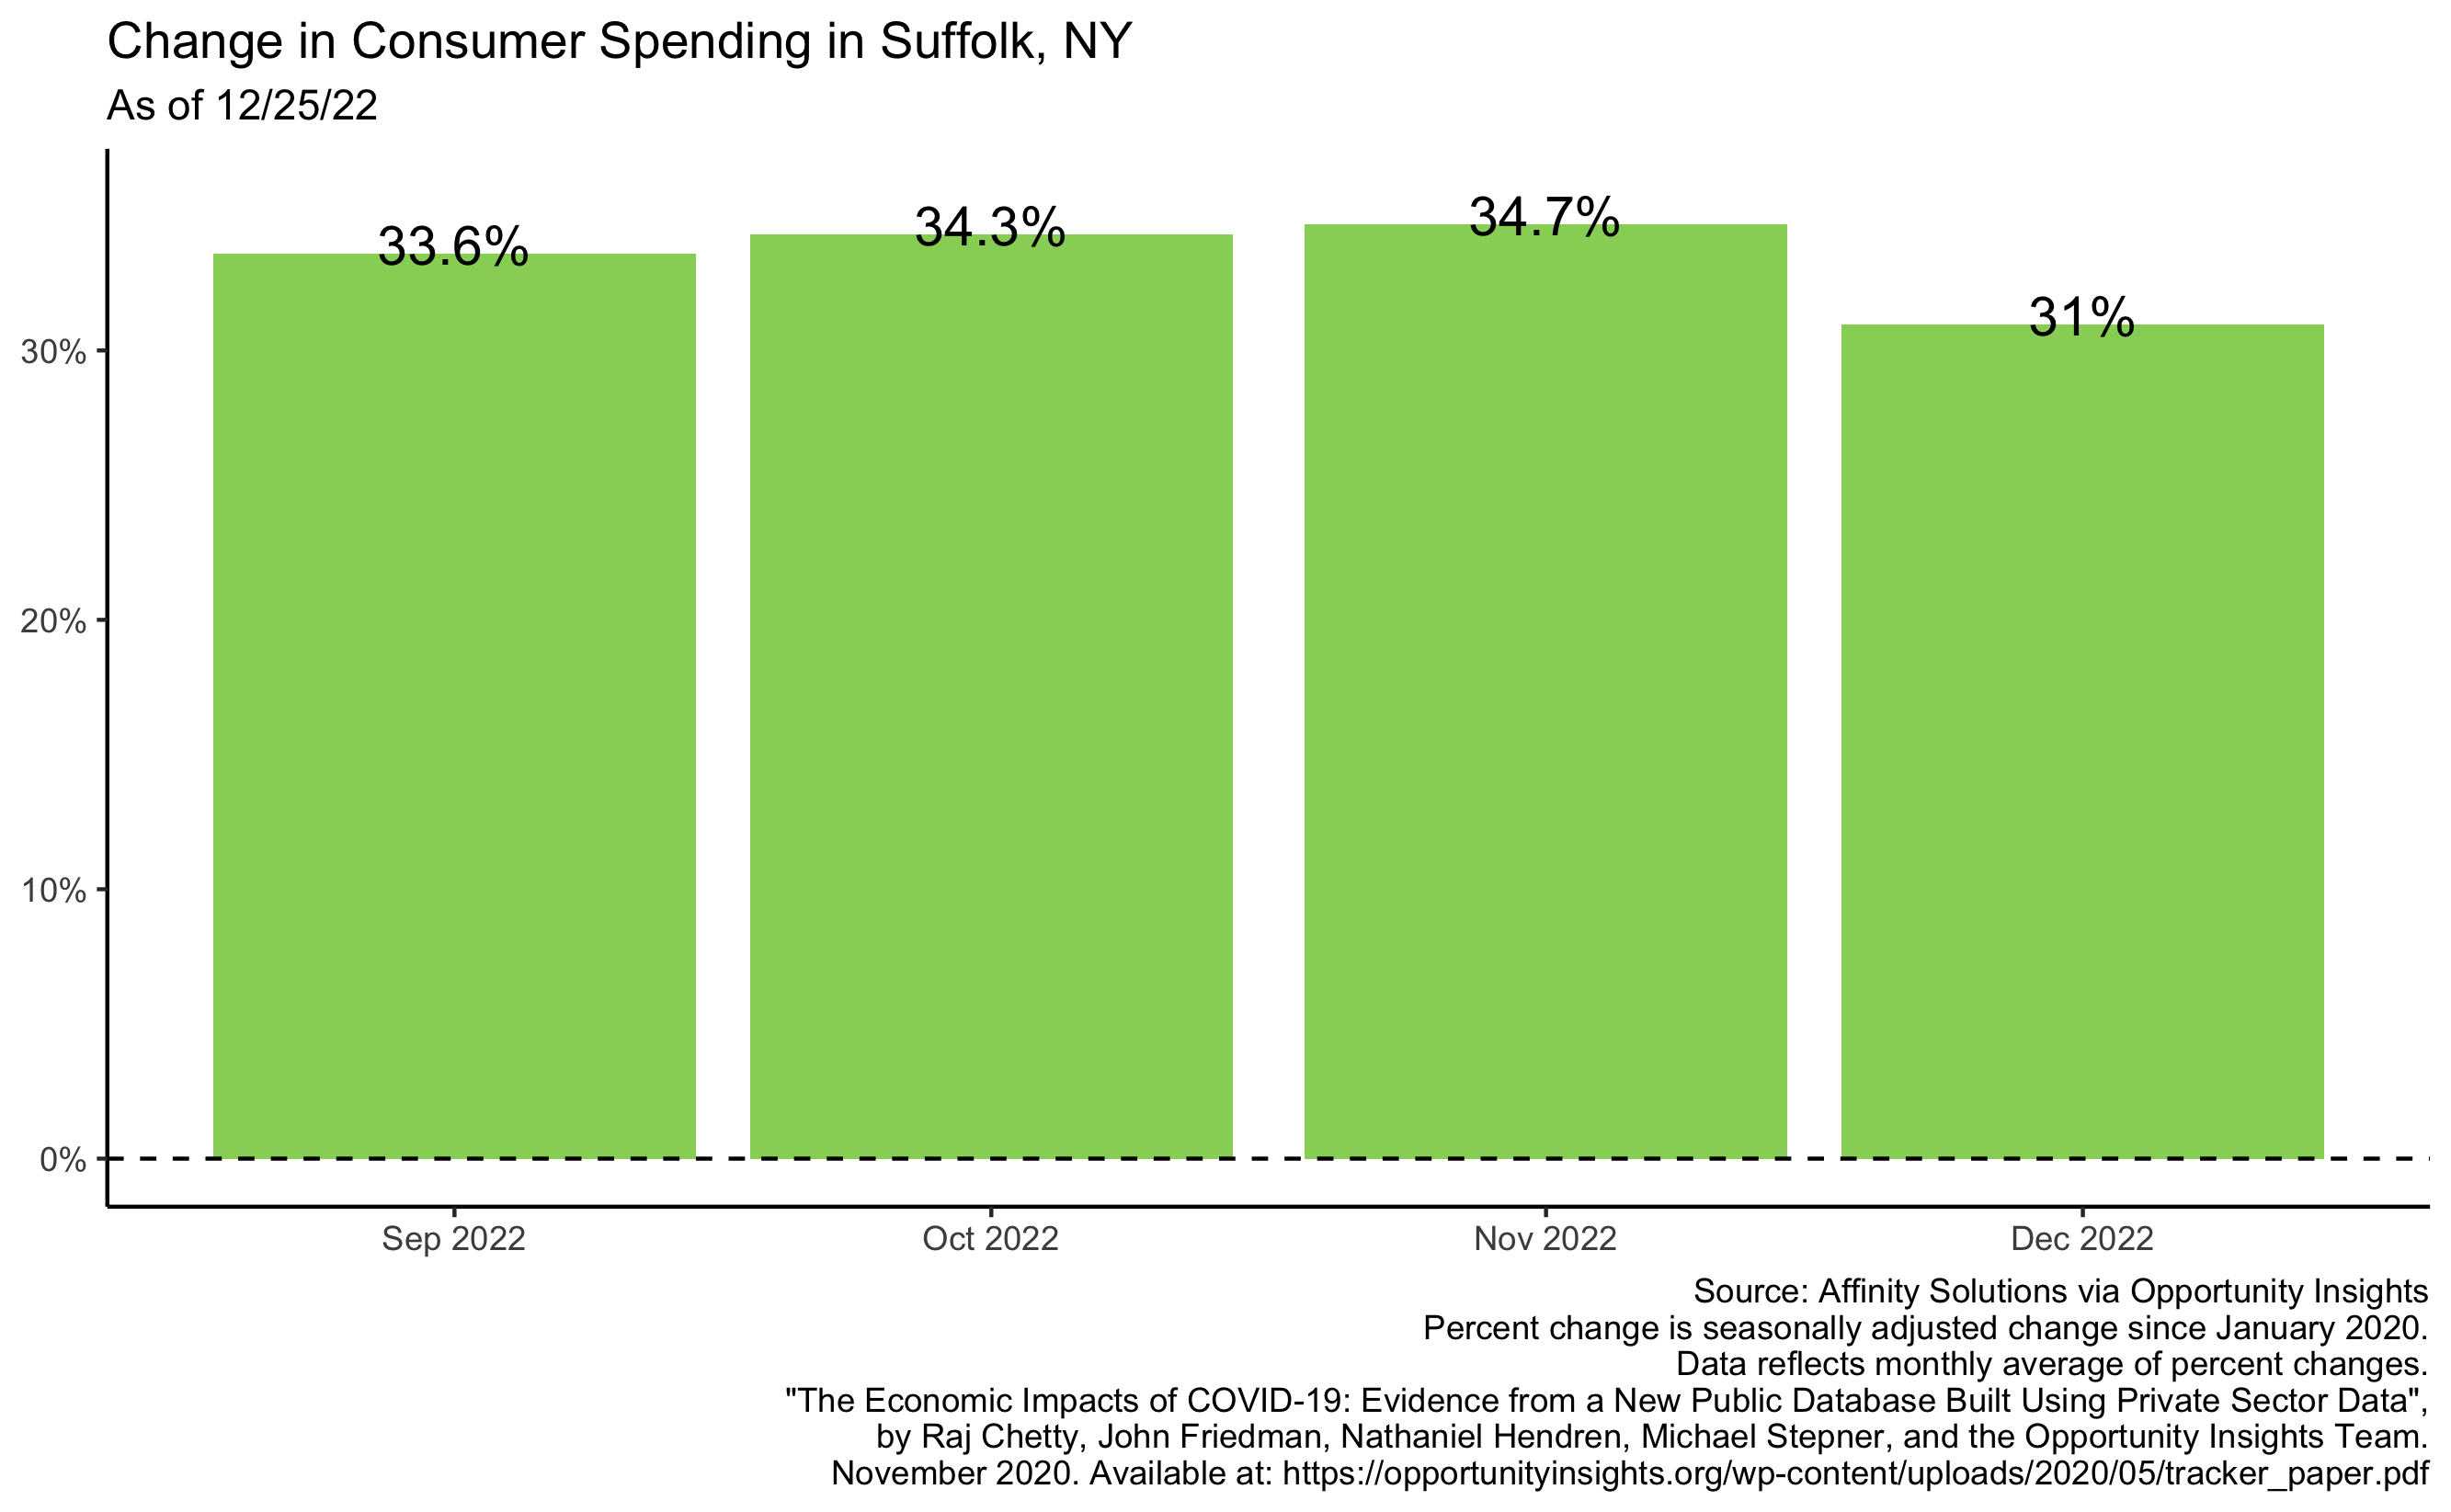 Change in Consumer Spending in Suffolk, NY
As of 12/25/22
33.6%
34.3%
34.7%
31%
30%
20%
10%
0%
Sep 2022
Oct 2022
Nov 2022
Dec 2022
Source: Affinity Solutions via Opportunity Insights
Percent change is seasonally adjusted change since January 2020.
Data reflects monthly average of percent changes.
"The Economic Impacts of COVID-19: Evidence from a New Public Database Built Using Private Sector Data",
by Raj Chetty, John Friedman, Nathaniel Hendren, Michael Stepner, and the Opportunity Insights Team.
November 2020. Available at: https://opportunityinsights.org/wp-content/uploads/2020/05/tracker_paper.pdf